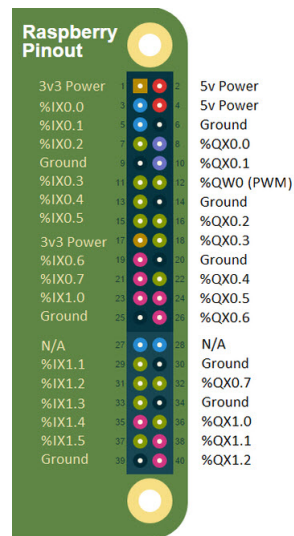 Raspberry
Pinout
3v3 Power 1 2 5v Power
%IX0.0 3 4 5v Power
%IX0.1 5 6 Ground
%IX0.2 7 8 %QX0.0
Ground 9 10 %QX0.1
%IX0.3 11 12 %QW0 (PWM)
%IX0.4 13 14 Ground
%IX0.5 15 16 %QX0.2
3v3 Power 17 18 %QX0.3
%IX0.6 19 20 Ground
%IX0.7 21 22 %QX0.4
%IX1.0 23 24 %QX0.5
Ground 25 26 %QX0.6
N/A 27 28 N/A
%IX1.1 29 30 Ground
%IX1.2 31 32 %QX0.7
%IX1.3 33 34 Ground
%IX1.4 35 36 %QX1.0
%IX1.5 37 38 %QX1.1
Ground 39 40 %QX1.2